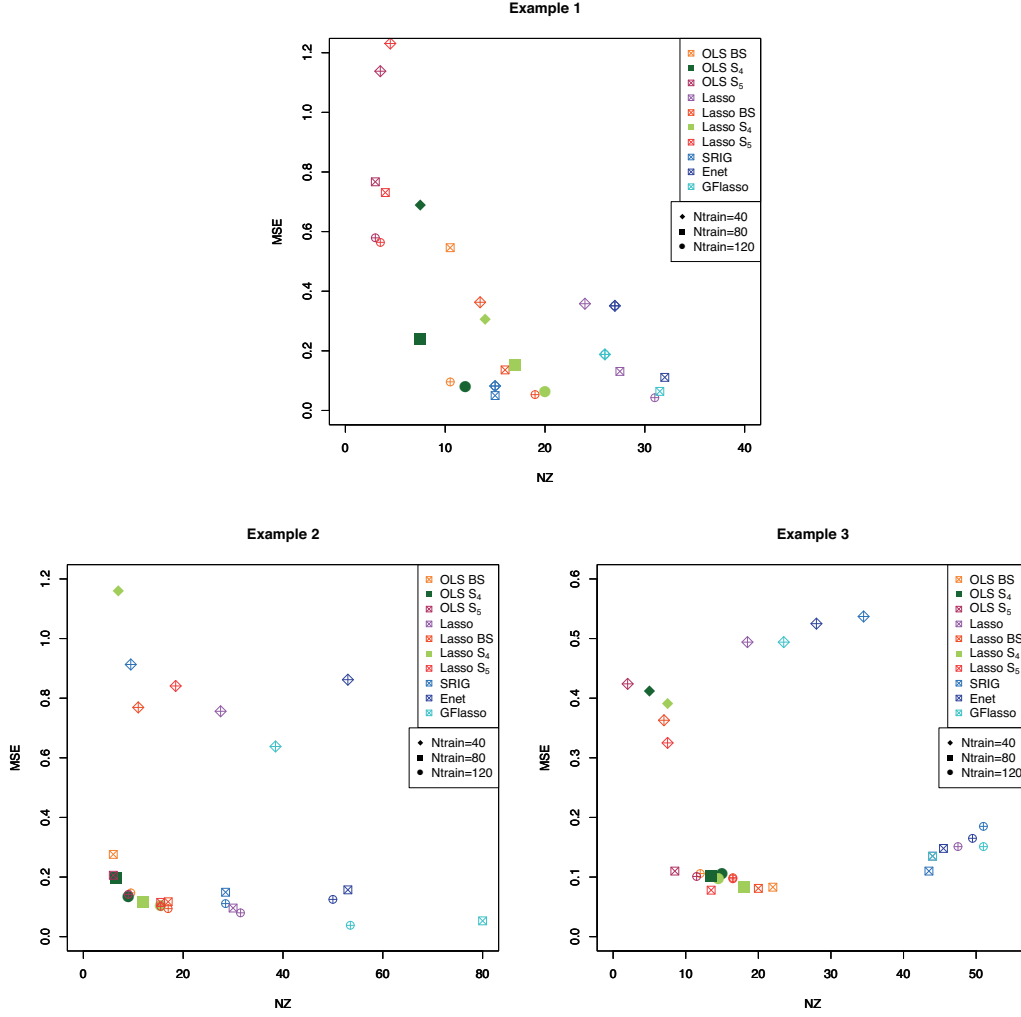 Example 1
MSE
1.2
1.0
0.8
0.6
0.4
0.2
0.0
0 10 20 30 40
NZ
OLS BS
OLS S4
OLS S5
Lasso
Lasso BS
Lasso S4
Lasso S5
SRIG
Enet
GFlasso
Ntrain=40
Ntrain=80
Ntrain=120
Example 2
MSE
1.2
1.0
0.8
0.6
0.4
0.2
0.0
0 20 40 60 80
NZ
OLS BS
OLS S4
OLS S5
Lasso
Lasso BS
Lasso S4
Lasso S5
SRIG
Enet
GFlasso
Ntrain=40
Ntrain=80
Ntrain=120
Example 3
MSE
0.6
0.5
0.4
0.3
0.2
0.1
0.0
0 10 20 30 40 50
NZ
OLS BS
OLS S4
OLS S5
Lasso
Lasso BS
Lasso S4
Lasso S5
SRIG
Enet
GFlasso
Ntrain=40
Ntrain=80
Ntrain=120